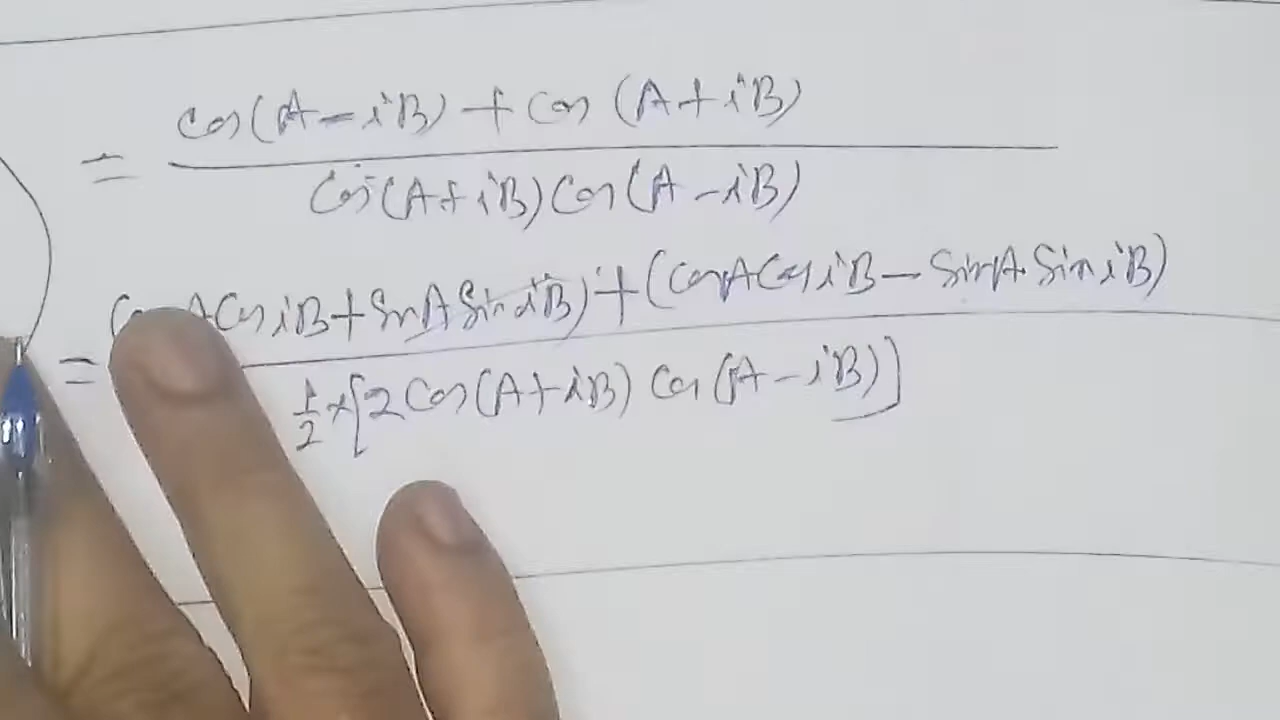 = cos(A-iB) + cos (A+iB)
cos(A+iB) cos(A-iB)
= cosiB + sinA siniB) + (cosA cosiB - sinA siniB)
1/2 × [2 cos(A+iB) cos(A-iB)]